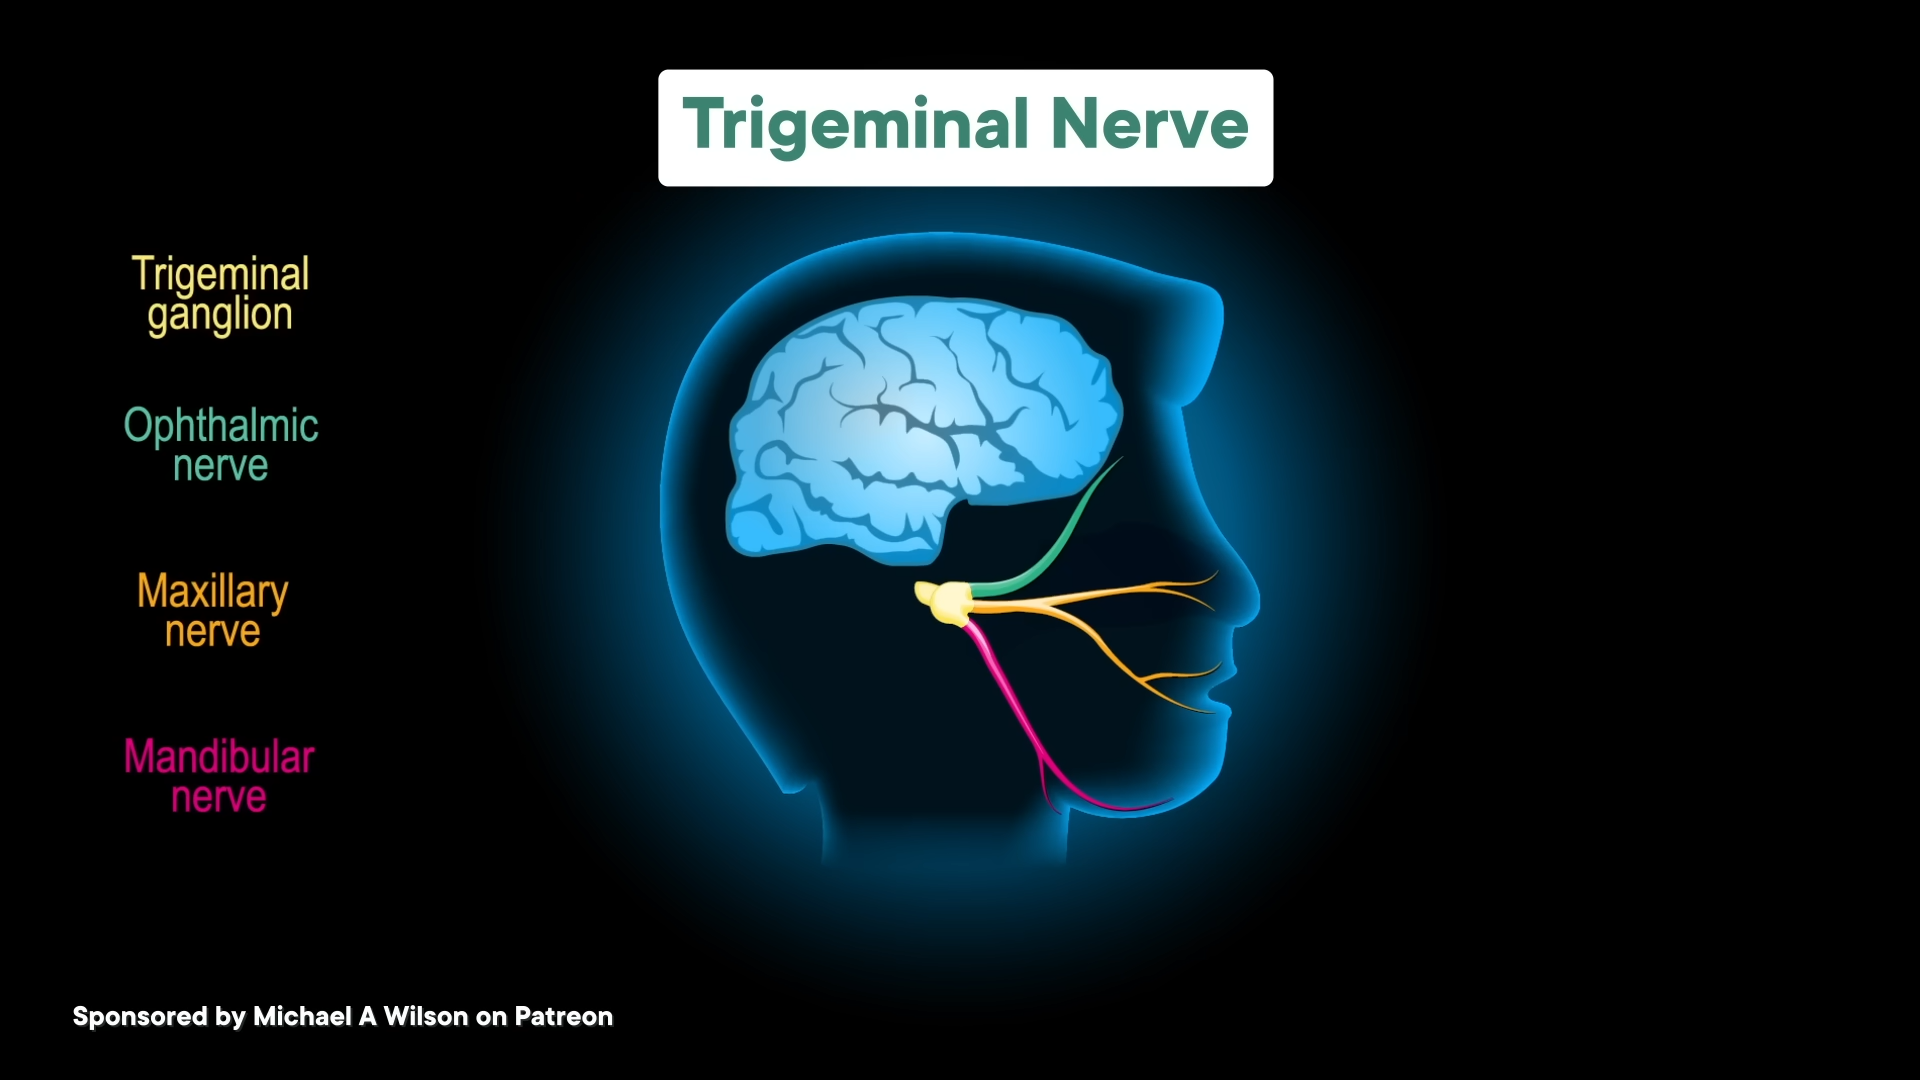 Trigeminal Nerve
Trigeminal
ganglion
Ophthalmic
nerve
Maxillary
nerve
Mandibular
nerve
Sponsored by Michael A Wilson on Patreon